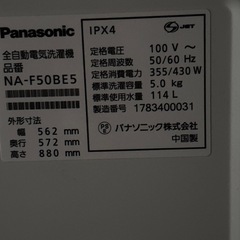 Panasonic
全自動電気洗濯機
品番
NA-F50BE5
外形寸法
幅 562 mm
奥行 572 mm
高さ 880 mm
IPX4
JET
定格電圧 100 V～
定格周波数 50/60 Hz
定格消費電力 355/430 W
標準洗濯容量 5.0 kg
標準使用水量 114 L
製造番号 1783400031
PSE
パナソニック株式会社
中国製